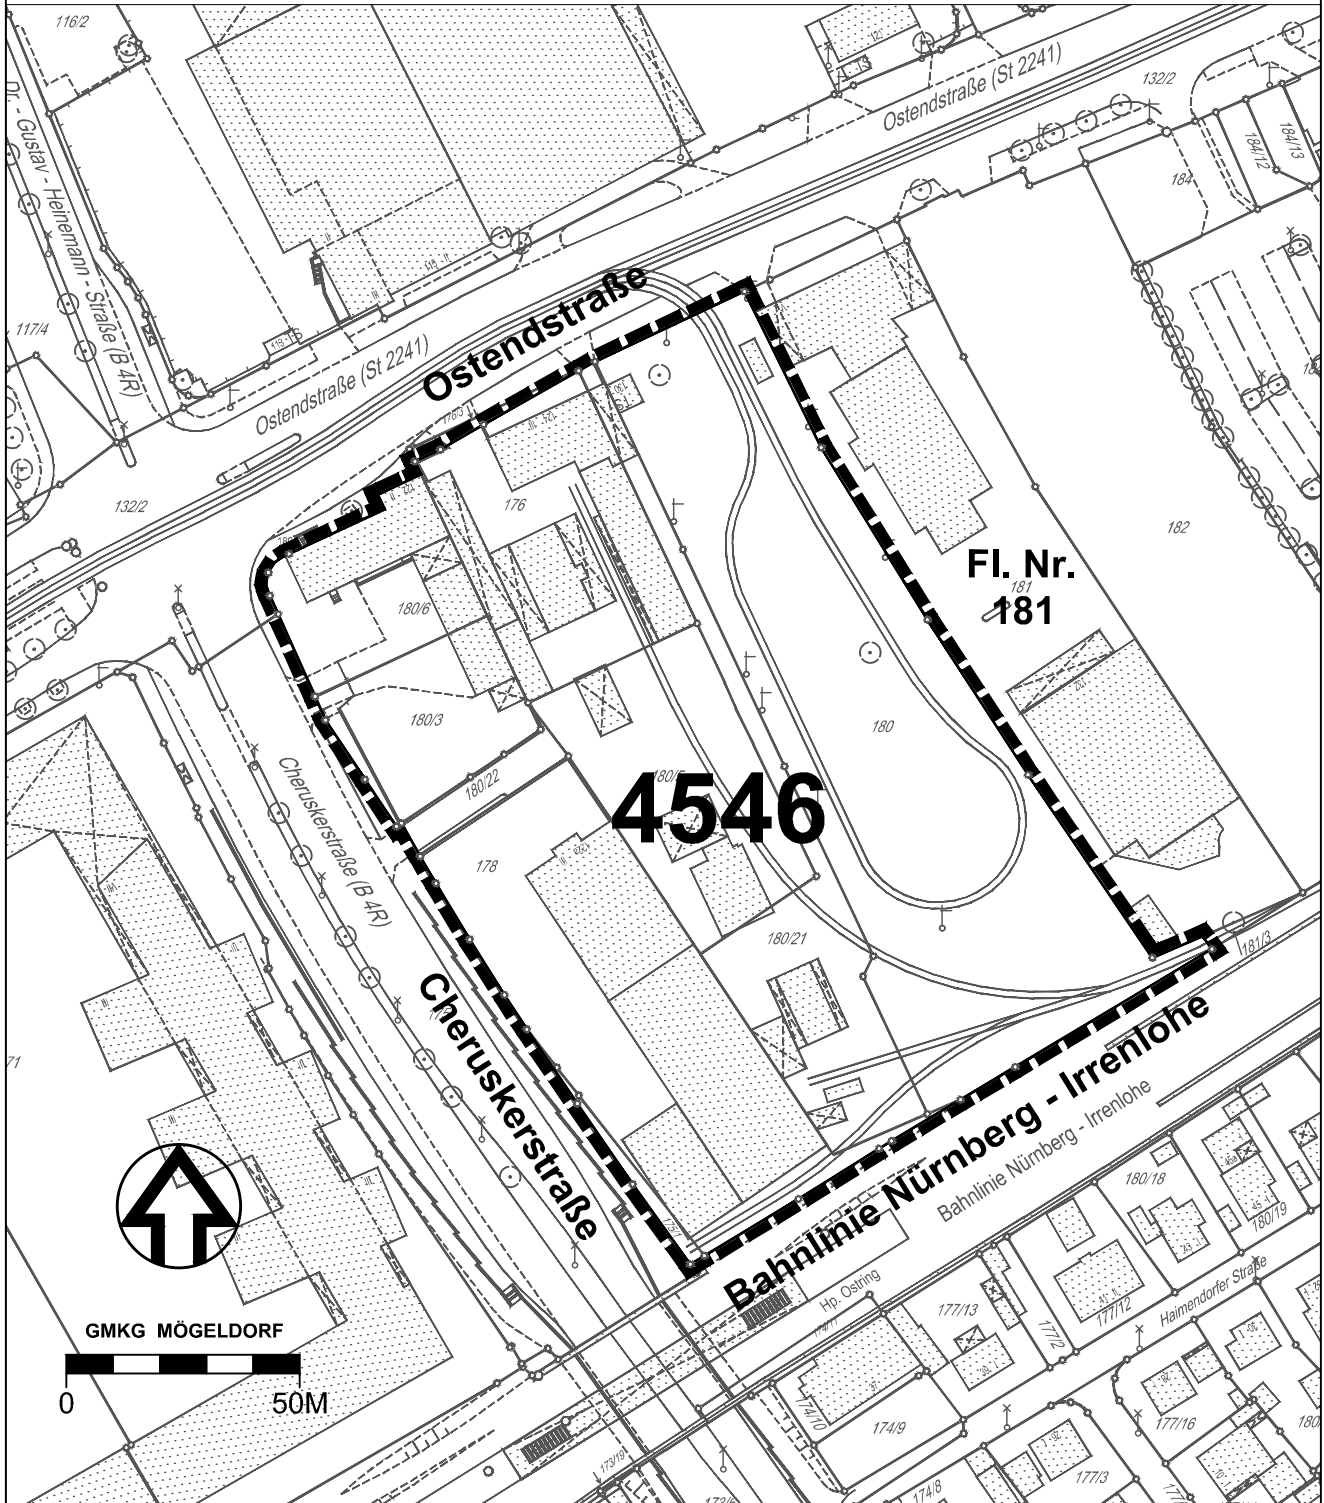 116/2
Ostendstraße (St 2241)
132/2
Dr. - Gustav - Heinemann - Straße (B 4R)
184/12
184/13
184
117/4
Ostendstraße (St 2241)
Ostendstraße
176/3
132/2
176
182
Fl. Nr.
181
181
180/6
180/3
180
180/22
4546
Cheruskerstraße (B 4R)
178
180/21
181/3
Cheruskerstraße
Bahnlinie Nürnberg - Irrenlohe
Bahnlinie Nürnberg - Irrenlohe
Hp. Ostring
180/18
180/19
Haimendorfer Straße
177/13
177/12
177/2
GMKG MÖGELDORF
0
50M
174/10
174/9
177/16
177/3
174/8
173/19